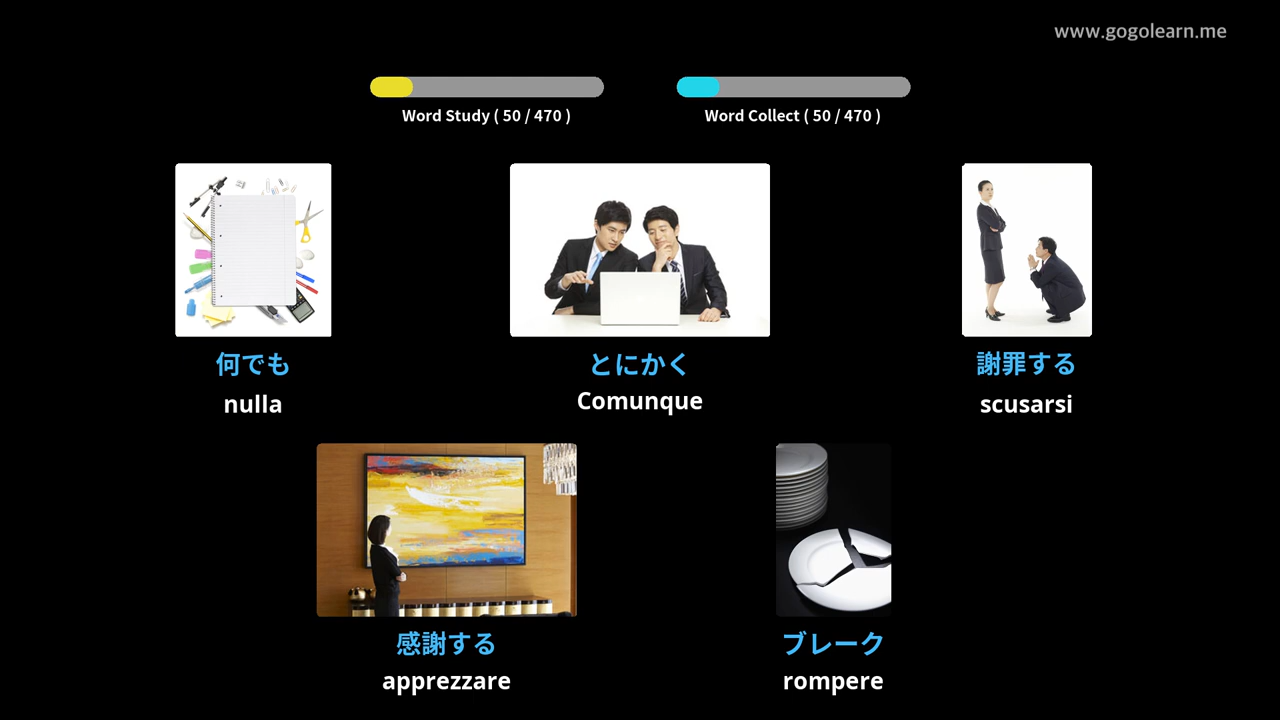 www.gogolearn.me
Word Study ( 50 / 470 )
Word Collect ( 50 / 470 )
何でも
nulla
とにかく
Comunque
謝罪する
scusarsi
感謝する
apprezzare
ブレーク
rompere